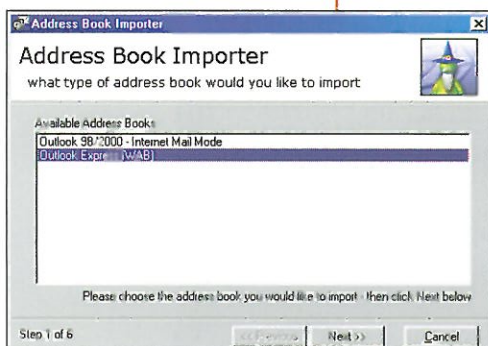 Address Book Importer
Address Book Importer
what type of address book would you like to import
Available Address Books
Outlook 98/2000 - Internet Mail Mode
Outlook Express (WAB)
Please choose the address book you would like to import - then click Next below
Step 1 of 6
<< Previous
Next >>
Cancel